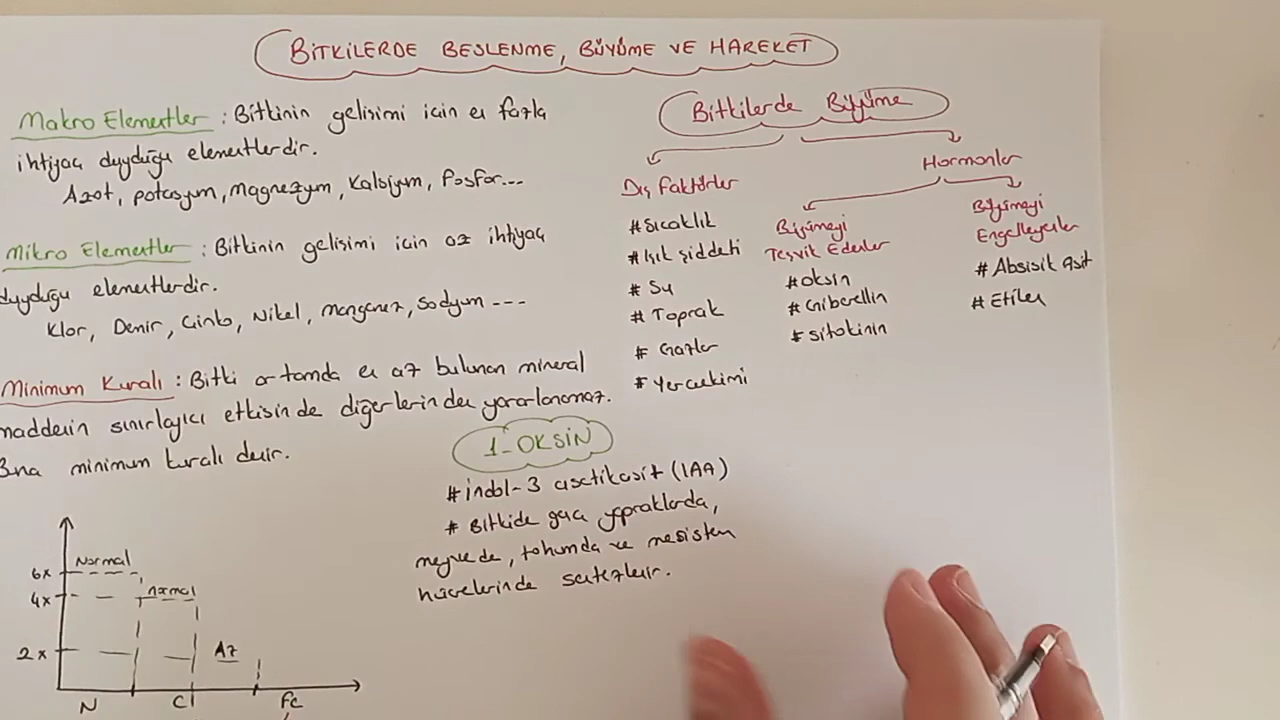 BİTKİLERDE BESLENME, BÜYÜME VE HAREKET
Makro Elementler : Bitkinin gelişimi için en fazla
ihtiyaç duyduğu elementlerdir.
Azot, potasyum, Magnezyum, Kalsiyum, Fosfor...
Mikro Elementler : Bitkinin gelişimi için az ihtiyaç
duyduğu elementlerdir.
Klor, Demir, Çinko, Nikel, mangenez, Sodyum ---
Minimum Kuralı : Bitki ortamda en az bulunan mineral
maddenin sınırlayıcı etkisinde diğerlerinden yararlanamaz.
Buna minimum kuralı denir.
Normal
6x
4x
normal
2x
Az
N
Cl
Bitkilerde Büyüme
Dış Faktörler
#Sıcaklık
#Işık Şiddeti
# Su
# Toprak
# Gazlar
# Yerçekimi
Hormonlar
Büyümeyi
Teşvik Edenler
#Oksin
#Giberellin
#Sitokinin
Büyümeyi
Engelleyenler
# Absisik Asit
# Etilen
1-OKSİN
#indol-3 asetikasit (IAA)
# Bitkide genç yapraklarda,
meyvede, tohumda ve meristem
hücrelerinde sentezlenir.